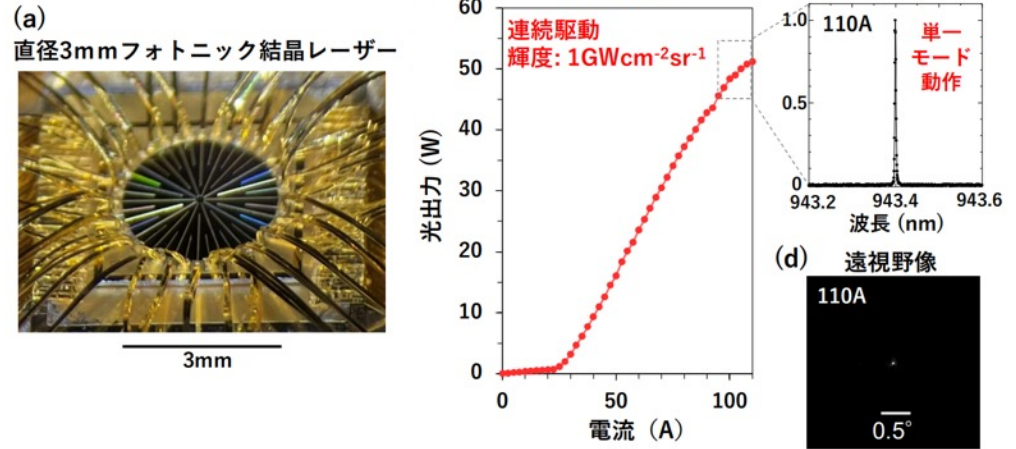 (a)
直径3mmフォトニック結晶レーザー
3mm
60
50
40
30
20
10
0
光出力 (W)
0
50
100
電流（A）
連続駆動
輝度: 1GWcm⁻²sr⁻¹
110A
単一
モード
動作
1.0
0.5
0
943.2
943.4
943.6
波長 (nm)
(d)
遠視野像
110A
0.5°